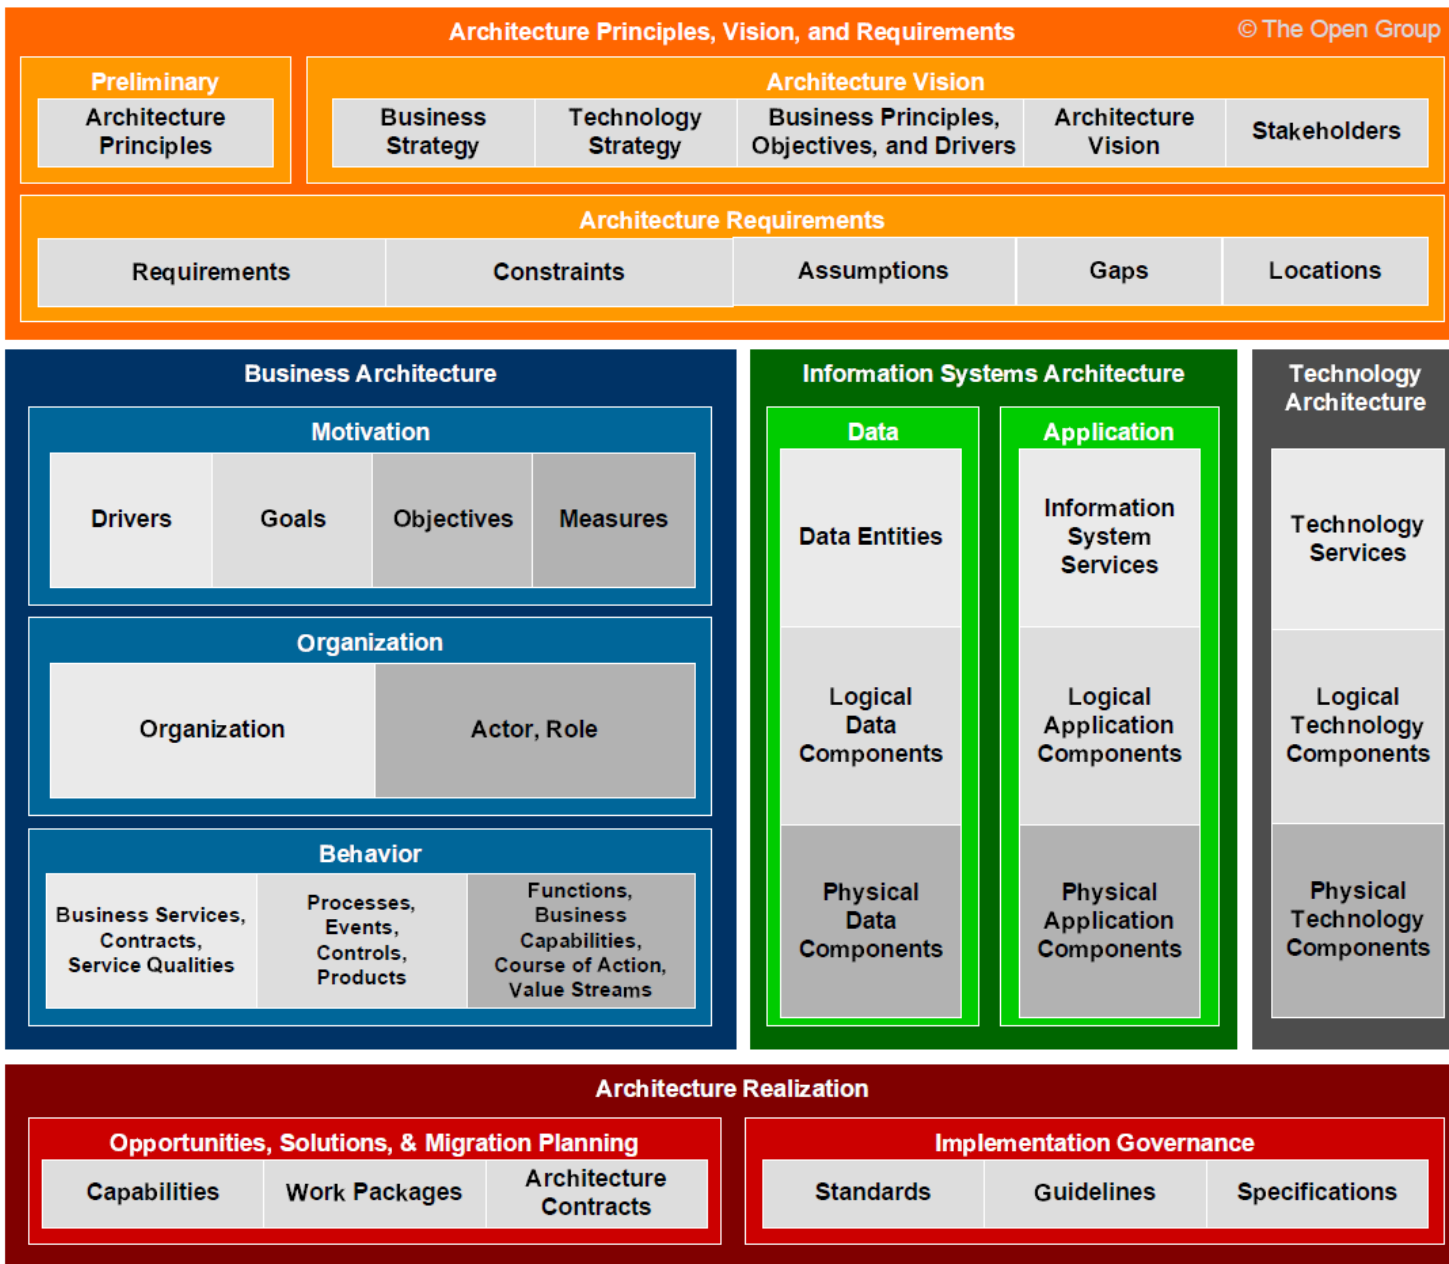 Architecture Principles, Vision, and Requirements
© The Open Group
Preliminary
Architecture
Principles
Architecture Vision
Business
Strategy
Technology
Strategy
Business Principles,
Objectives, and Drivers
Architecture
Vision
Stakeholders
Architecture Requirements
Requirements
Constraints
Assumptions
Gaps
Locations
Business Architecture
Motivation
Drivers
Goals
Objectives
Measures
Organization
Organization
Actor, Role
Behavior
Business Services,
Contracts,
Service Qualities
Processes,
Events,
Controls,
Products
Functions,
Business
Capabilities,
Course of Action,
Value Streams
Information Systems Architecture
Data
Data Entities
Logical
Data
Components
Physical
Data
Components
Application
Information
System
Services
Logical
Application
Components
Physical
Application
Components
Technology
Architecture
Technology
Services
Logical
Technology
Components
Physical
Technology
Components
Architecture Realization
Opportunities, Solutions, & Migration Planning
Capabilities
Work Packages
Architecture
Contracts
Implementation Governance
Standards
Guidelines
Specifications